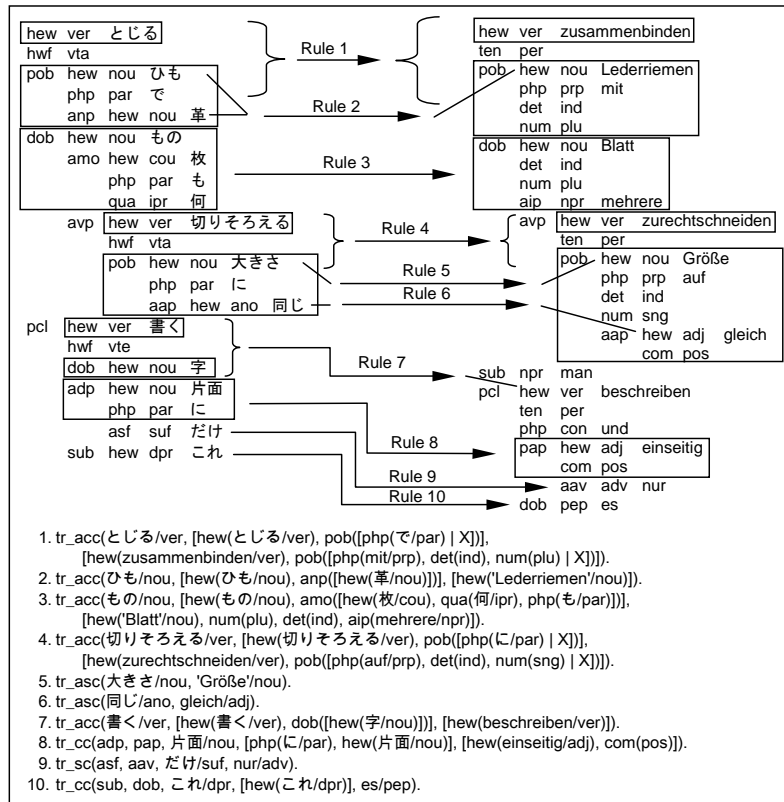 hew ver とじる
hwf vta
pob hew nou ひも
php par で
anp hew nou 革
dob hew nou もの
amo hew cou 枚
php par も
qua ipr 何
avp hew ver 切りそろえる
hwf vta
pob hew nou 大きさ
php par に
aap hew ano 同じ
pcl hew ver 書く
hwf vte
dob hew nou 字
adp hew nou 片面
php par に
asf suf だけ
sub hew dpr これ
Rule 1
Rule 2
Rule 3
Rule 4
Rule 5
Rule 6
Rule 7
Rule 8
Rule 9
Rule 10
hew ver zusammenbinden
ten per
pob hew nou Lederriemen
php prp mit
det ind
num plu
dob hew nou Blatt
det ind
num plu
aip npr mehrere
avp hew ver zurechtschneiden
ten per
pob hew nou Größe
php prp auf
det ind
num sng
aap hew adj gleich
com pos
sub npr man
pcl hew ver beschreiben
ten per
php con und
pap hew adj einseitig
com pos
aav adv nur
dob pep es
1. tr_acc(とじる/ver, [hew(とじる/ver), pob([php(で/par) | X])],
[hew(zusammenbinden/ver), pob([php(mit/prp), det(ind), num(plu) | X])]).
2. tr_acc(ひも/nou, [hew(ひも/nou), anp([hew(革/nou)])], [hew('Lederriemen'/nou)]).
3. tr_acc(もの/nou, [hew(もの/nou), amo([hew(枚/cou), qua(何/ipr), php(も/par)])],
[hew('Blatt'/nou), num(plu), det(ind), aip(mehrere/npr)]).
4. tr_acc(切りそろえる/ver, [hew(切りそろえる/ver), pob([php(に/par) | X])],
[hew(zurechtschneiden/ver), pob([php(auf/prp), det(ind), num(sng) | X])]).
5. tr_asc(大きさ/nou, 'Größe'/nou).
6. tr_asc(同じ/ano, gleich/adj).
7. tr_acc(書く/ver, [hew(書く/ver), dob([hew(字/nou)])], [hew(beschreiben/ver)]).
8. tr_cc(adp, pap, 片面/nou, [php(に/par), hew(片面/nou)], [hew(einseitig/adj), com(pos)]).
9. tr_sc(asf, aav, だけ/suf, nur/adv).
10. tr_cc(sub, dob, これ/dpr, [hew(これ/dpr)], es/pep).